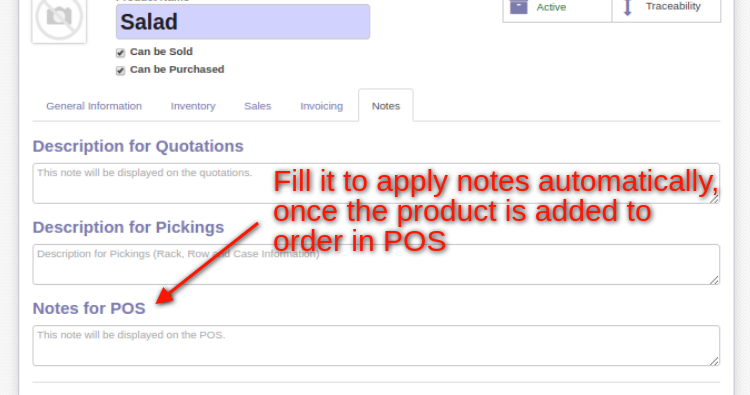 Product Name
Salad
Active
Traceability
Can be Sold
Can be Purchased
General Information
Inventory
Sales
Invoicing
Notes
Description for Quotations
This note will be displayed on the quotations.
Fill it to apply notes automatically,
once the product is added to
order in POS
Description for Pickings
Description for Pickings (Rack, Row and Case Information)
Notes for POS
This note will be displayed on the POS.